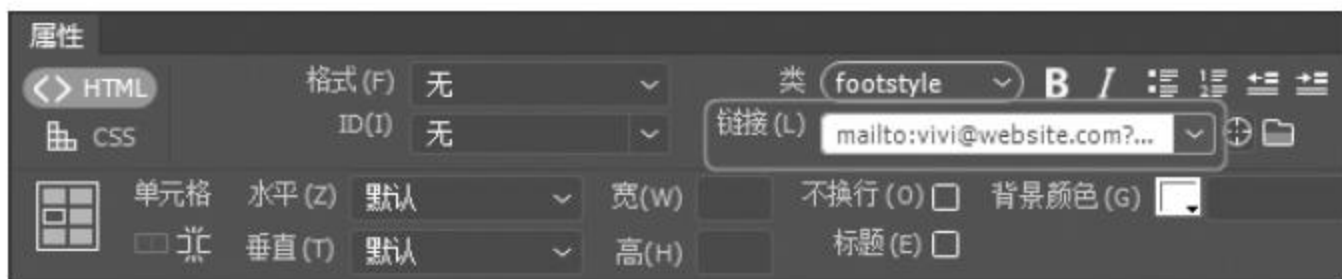 属性
HTML 格式(F) 无 类 footstyle B I
CSS ID(I) 无 链接(L) mailto:vivi@website.com?...
单元格 水平(Z) 默认 宽(W) 不换行(O) 背景颜色(G)
垂直(T) 默认 高(H) 标题(E)